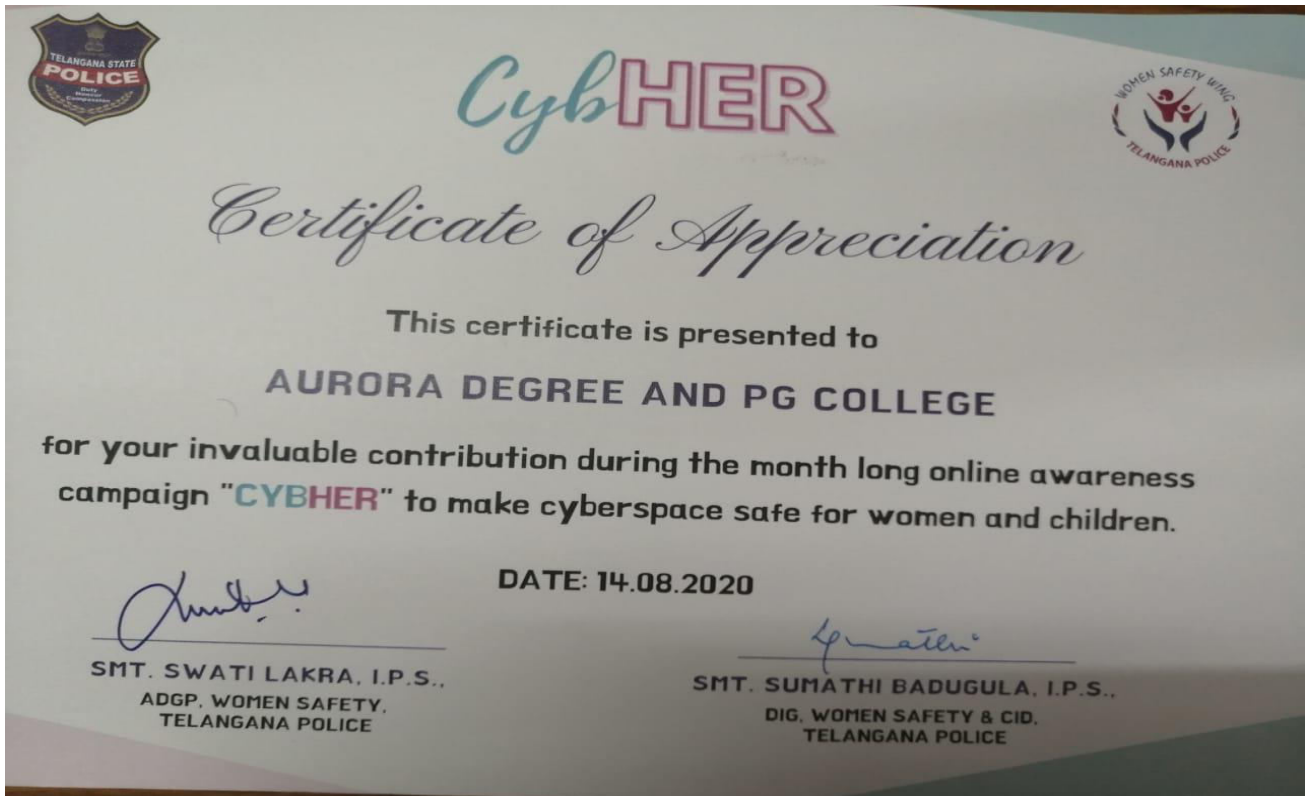 TELANGANA STATE
POLICE
Duty
Honour
Compassion
CybHER
WOMEN SAFETY WING
TELANGANA POLICE
Certificate of Appreciation
This certificate is presented to
AURORA DEGREE AND PG COLLEGE
for your invaluable contribution during the month long online awareness
campaign "CYBHER" to make cyberspace safe for women and children.
DATE: 14.08.2020
SMT. SWATI LAKRA, I.P.S.,
ADGP, WOMEN SAFETY,
TELANGANA POLICE
SMT. SUMATHI BADUGULA, I.P.S.,
DIG, WOMEN SAFETY & CID,
TELANGANA POLICE